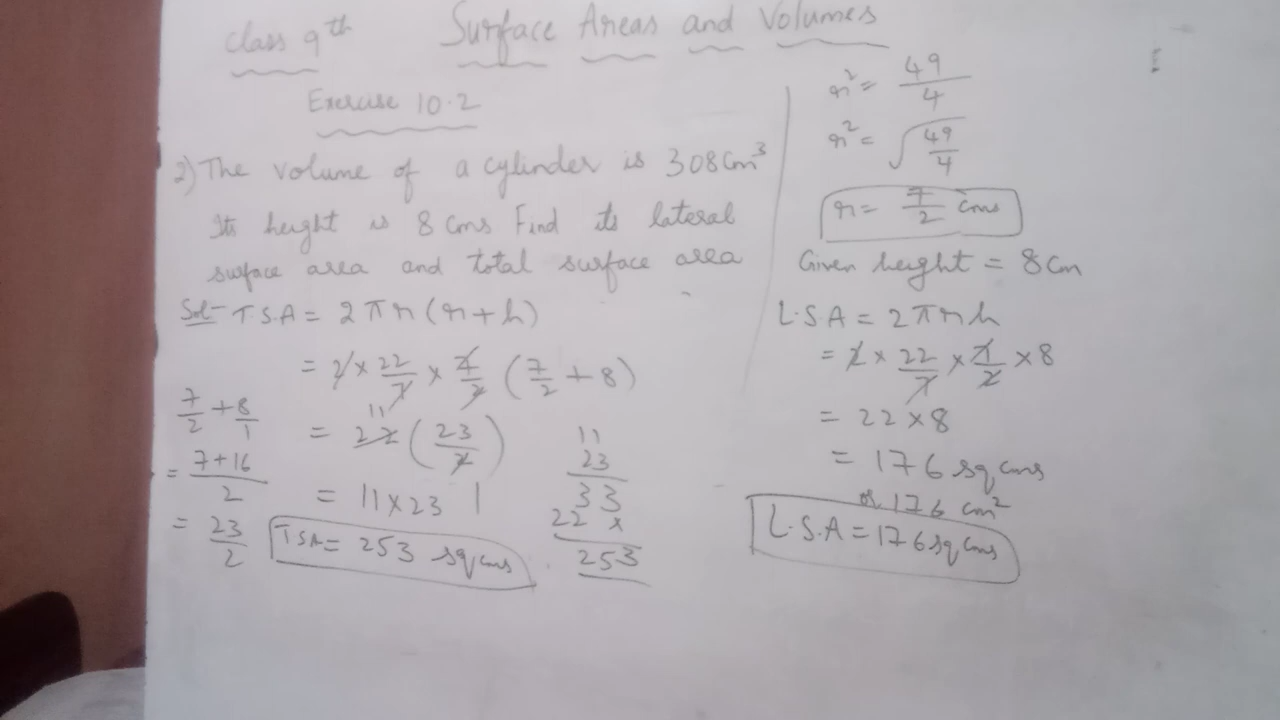 Class 9th Surface Areas and Volumes
Exercise 10.2
2) The volume of a cylinder is 308 Cm³
Its height is 8 Cms Find its lateral
surface area and total surface area
Sol- T.S.A = 2πr(r+h)
= 2 × 22/7 × 7/2 (7/2 + 8)
= 22 (23/2)
11
= 11 × 23
TSA = 253 sq cms
7/2 + 8/1
= 7+16/2
= 23/2
11
23
33
22 x
253
r² = 49/4
r² = √49/4
r = 7/2 cms
Given height = 8 Cm
L.S.A = 2πrh
= 2 × 22/7 × 7/2 × 8
= 22 × 8
= 176 sq cms
or 176 cm²
L.S.A = 176 sq cms